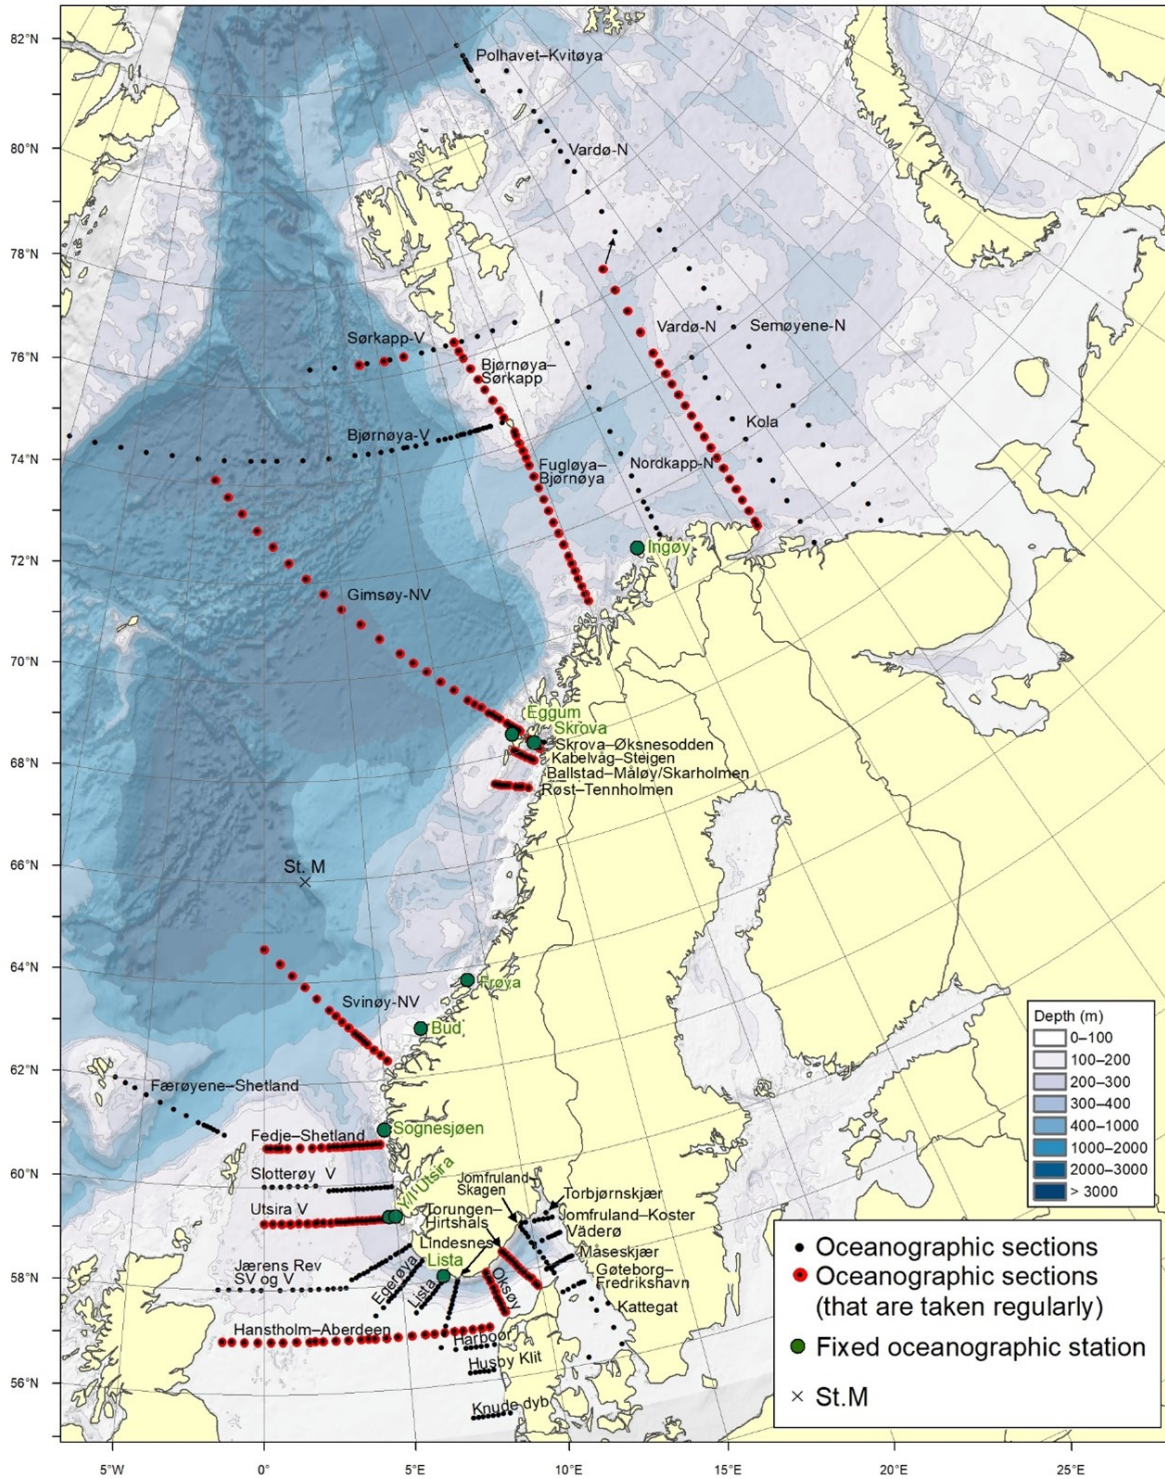 82°N
80°N
78°N
76°N
74°N
72°N
70°N
68°N
66°N
64°N
62°N
60°N
58°N
56°N
Polhavet–Kvitøya
Vardø-N
Sørkapp-V
Vardø-N
Semøyene-N
Bjørnøya–
Sørkapp
Bjørnøya-V
Kola
Fugløya–
Bjørnøya
Nordkapp-N
Ingøy
Gimsøy-NV
Eggum
Skrova
Skrova–Øksnesodden
Kabelvåg–Steigen
Ballstad–Måløy/Skarholmen
Røst–Tennholmen
St. M
Frøya
Svinøy-NV
Bud
Færøyene–Shetland
Sognesjøen
Fedje–Shetland
Slotterøy V
Utsira V
Y/I Utsira
Jomfruland–
Skagen
Torbjørnskjær
Jomfruland–Koster
Väderø
Måseskjær
Göteborg–
Fredrikshavn
Kattegat
Torungen–
Hirtshals
Lindesnes
Lista
Jærens Rev
SV og V
Egerøya
Lista
Oksøy
Hanstholm–Aberdeen
Harboør
Husby Klit
Knude dyb
Depth (m)
0–100
100–200
200–300
300–400
400–1000
1000–2000
2000–3000
> 3000
Oceanographic sections
Oceanographic sections
(that are taken regularly)
Fixed oceanographic station
St.M
5°W
0°
5°E
10°E
15°E
20°E
25°E